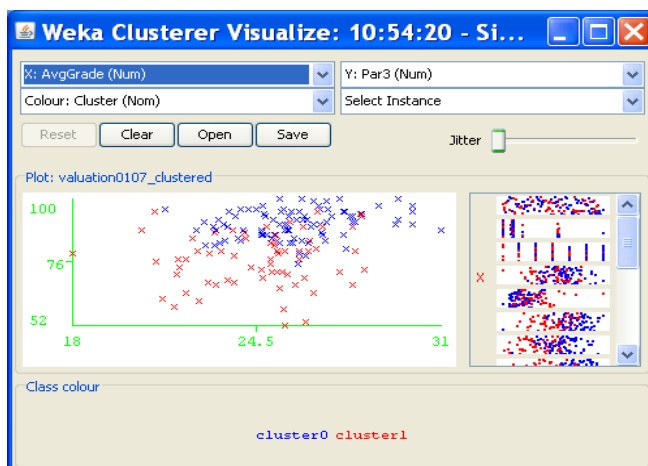 Weka Clusterer Visualize: 10:54:20 - Si...
X: AvgGrade (Num)
Y: Par3 (Num)
Colour: Cluster (Nom)
Select Instance
Reset
Clear
Open
Save
Jitter
Plot: valuation0107_clustered
100
76
52
18
24.5
31
X
Class colour
cluster0 cluster1